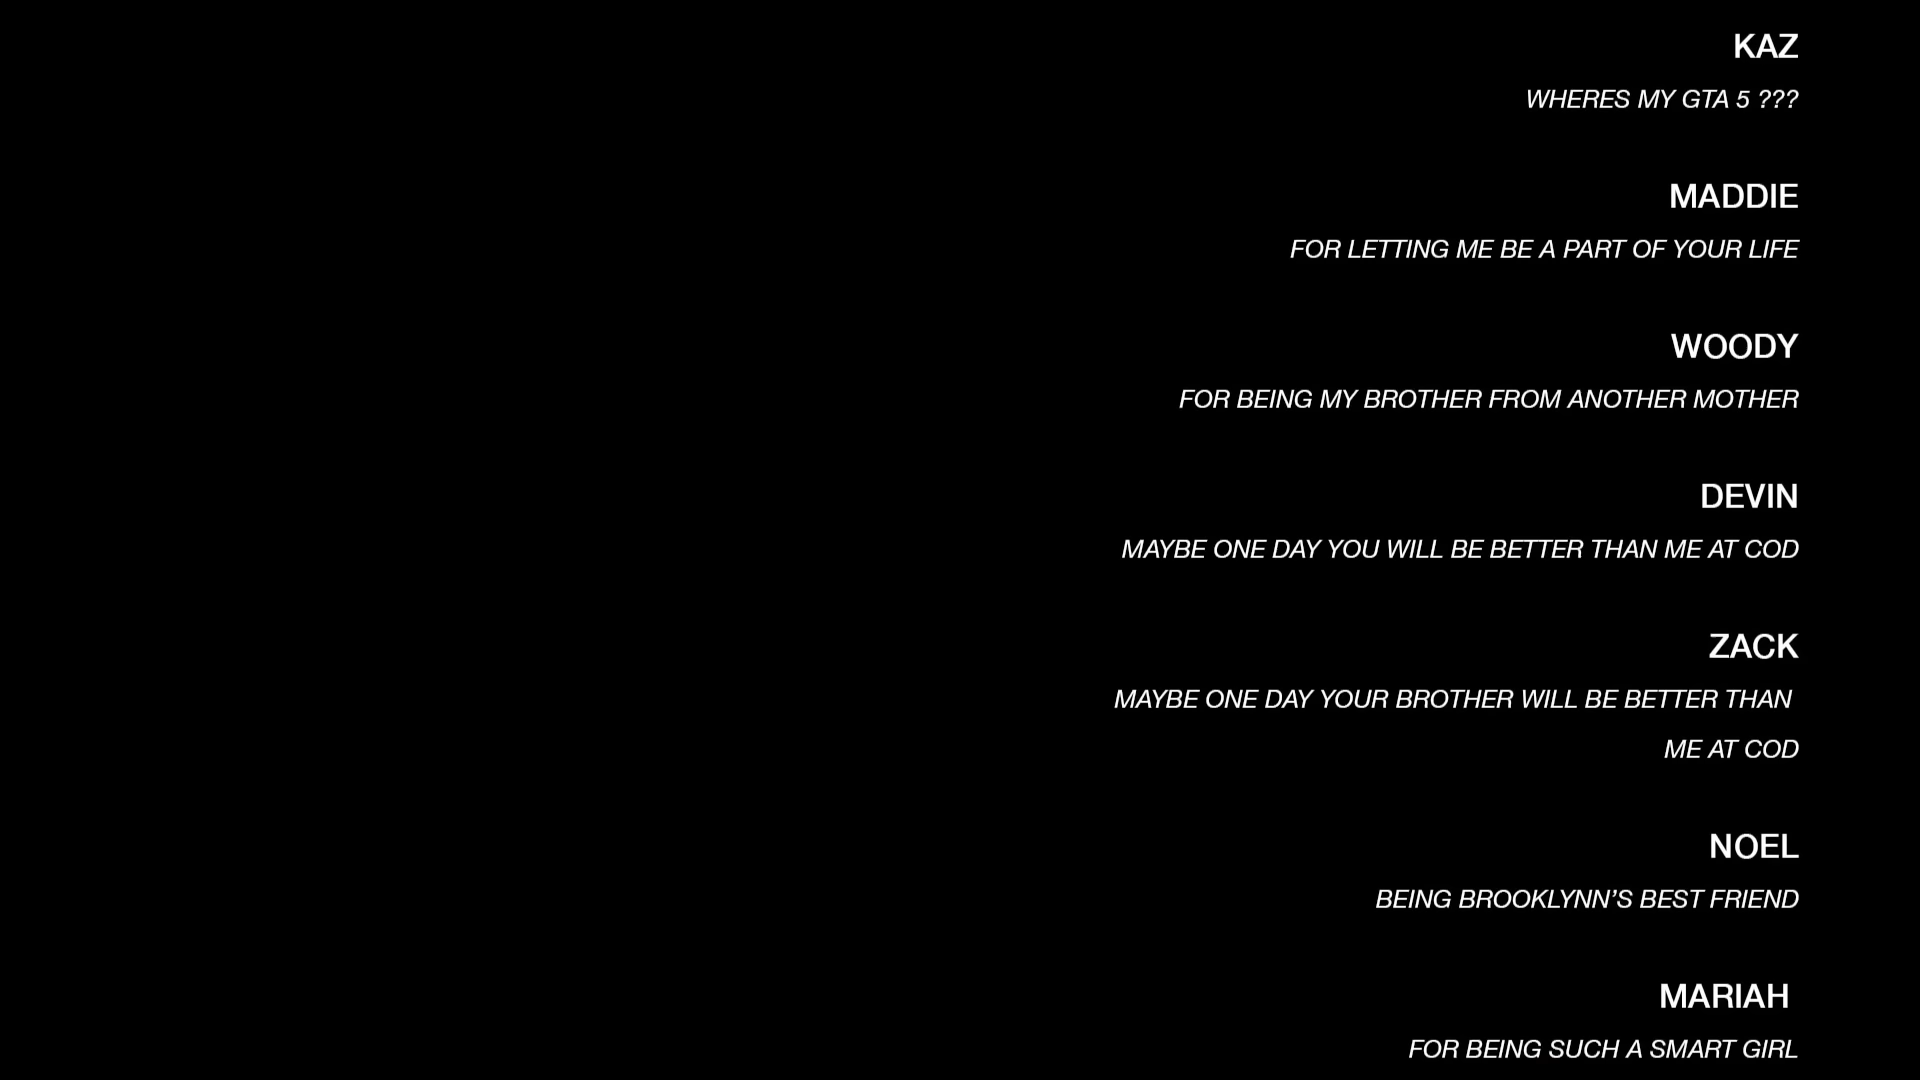 KAZ
WHERES MY GTA 5 ???
MADDIE
FOR LETTING ME BE A PART OF YOUR LIFE
WOODY
FOR BEING MY BROTHER FROM ANOTHER MOTHER
DEVIN
MAYBE ONE DAY YOU WILL BE BETTER THAN ME AT COD
ZACK
MAYBE ONE DAY YOUR BROTHER WILL BE BETTER THAN
ME AT COD
NOEL
BEING BROOKLYNN’S BEST FRIEND
MARIAH
FOR BEING SUCH A SMART GIRL